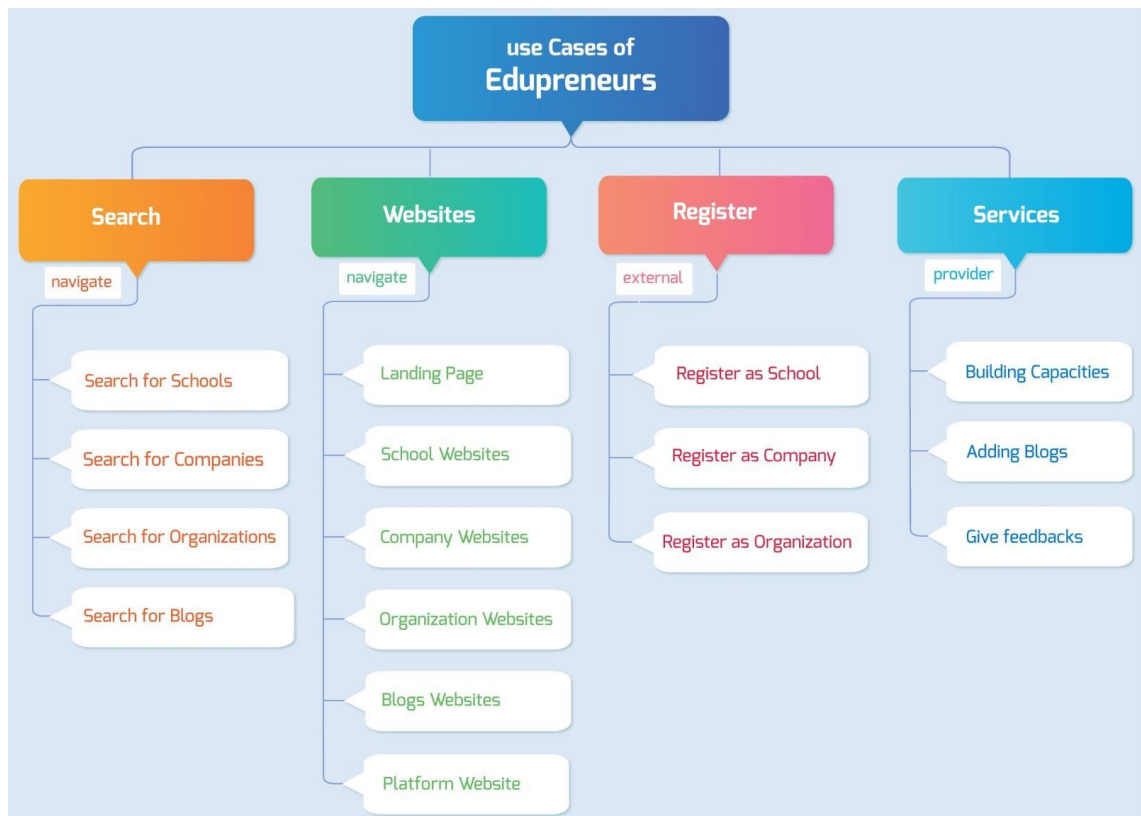 use Cases of
Edupreneurs
Search
navigate
Search for Schools
Search for Companies
Search for Organizations
Search for Blogs
Websites
navigate
Landing Page
School Websites
Company Websites
Organization Websites
Blogs Websites
Platform Website
Register
external
Register as School
Register as Company
Register as Organization
Services
provider
Building Capacities
Adding Blogs
Give feedbacks